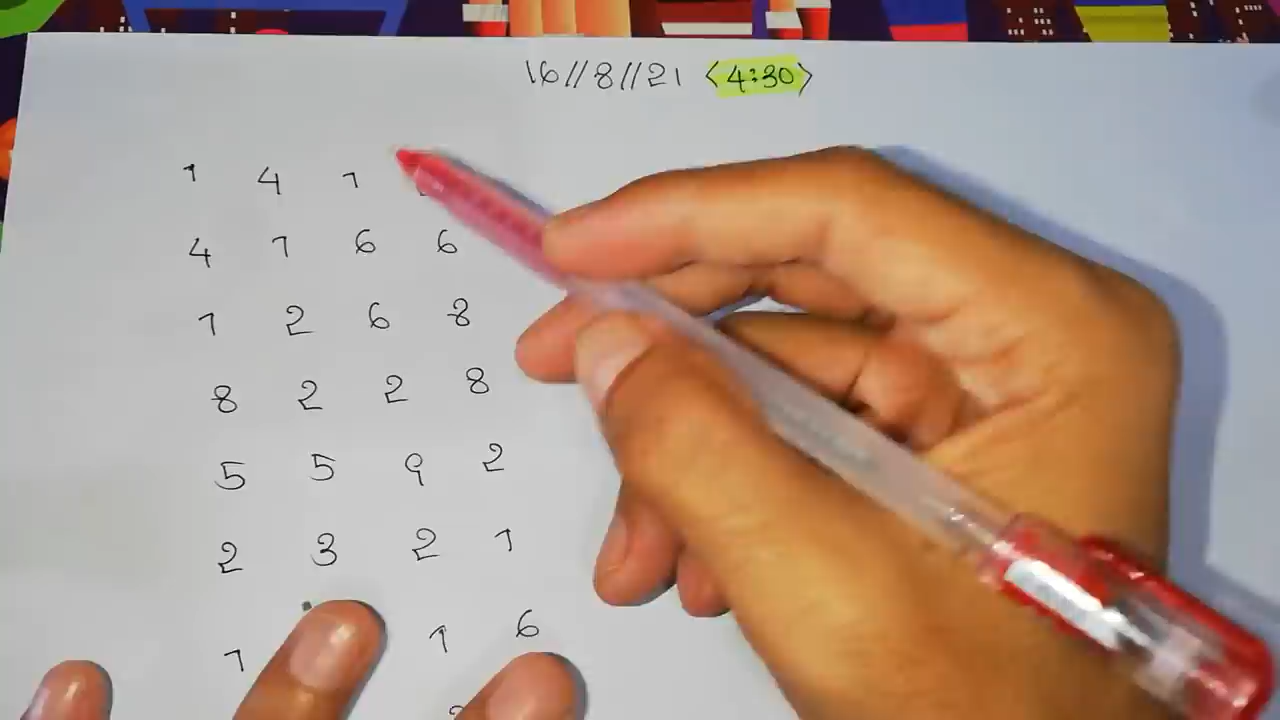 16//8//21 <4:30>
1 4 1
4 1 6 6
1 2 6 8
8 2 2 8
5 5 9 2
2 3 2 1
1 1 6